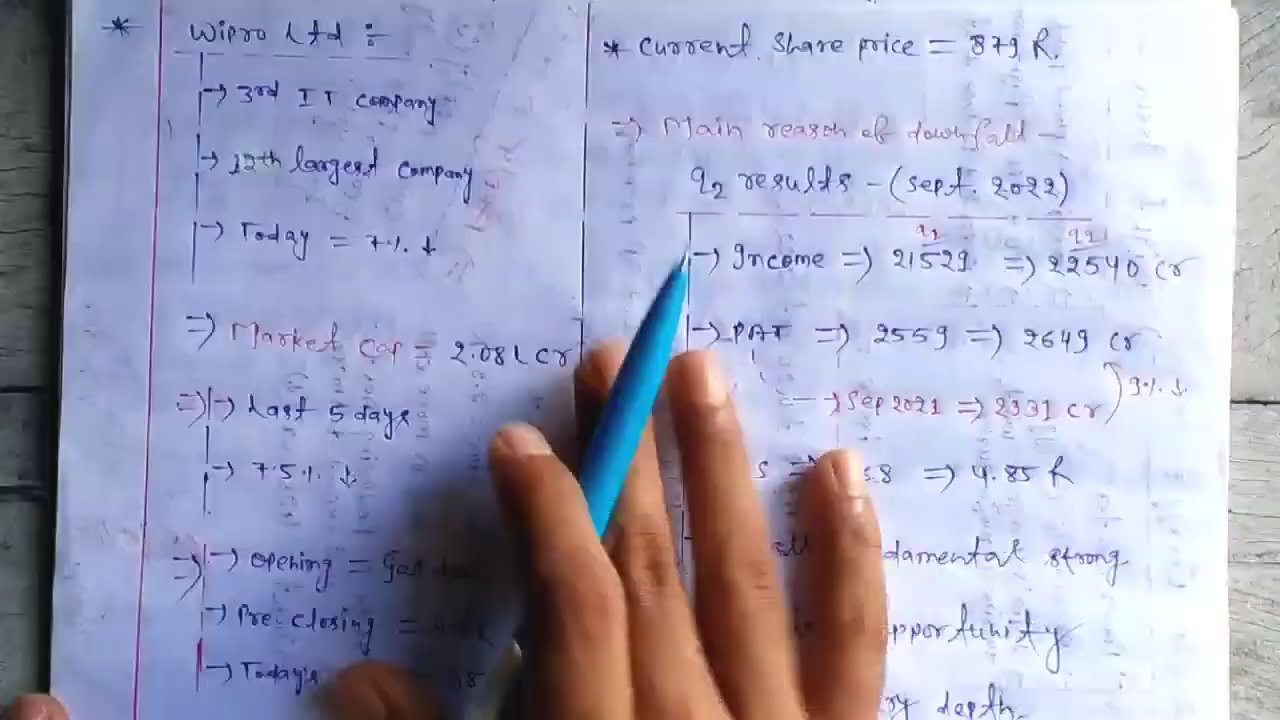 * Wipro Ltd ÷
→ 3rd IT company
→ 12th largest company
→ Today = 7% ↓
⇒ Market Cap = 2.08 L cr
⇒ → Last 5 days
→ 7.5% ↓
⇒ → opening =
→ Pre closing =
→ Today's
* Current share price = 379 R.
⇒ Main reason of downfall —
q2 results - (Sept. 2022)
q1 q2
→ Income ⇒ 21529 ⇒ 22540 cr
→ PAT ⇒ 2559 ⇒ 2649 cr
→ Sep 2021 ⇒ 2931 cr 9% ↓
⇒ ⇒ 4.85 R
strong
opportunity
depth.